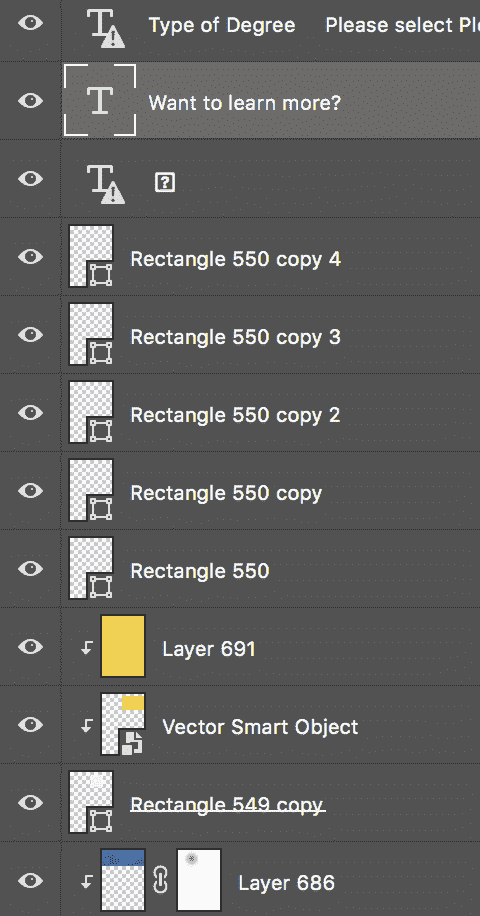 Type of Degree Please select
Want to learn more?
?
Rectangle 550 copy 4
Rectangle 550 copy 3
Rectangle 550 copy 2
Rectangle 550 copy
Rectangle 550
Layer 691
Vector Smart Object
Rectangle 549 copy
Layer 686